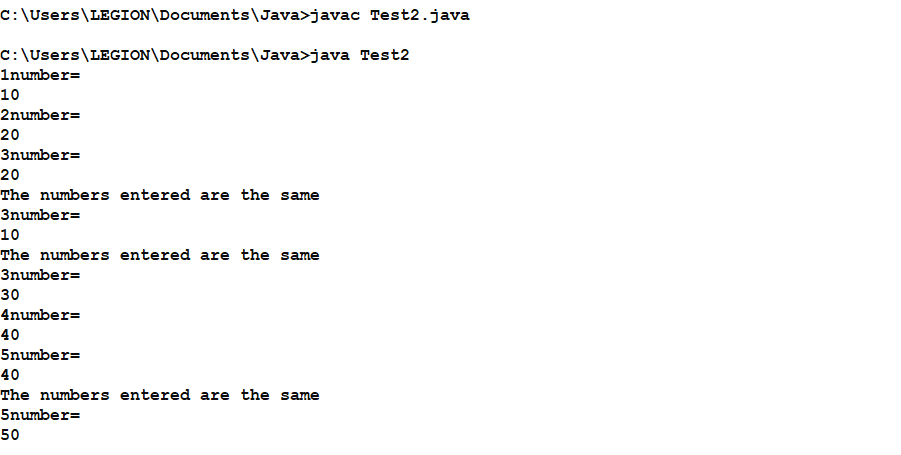 C:\Users\LEGION\Documents\Java>javac Test2.java
C:\Users\LEGION\Documents\Java>java Test2
1number=
10
2number=
20
3number=
20
The numbers entered are the same
3number=
10
The numbers entered are the same
3number=
30
4number=
40
5number=
40
The numbers entered are the same
5number=
50